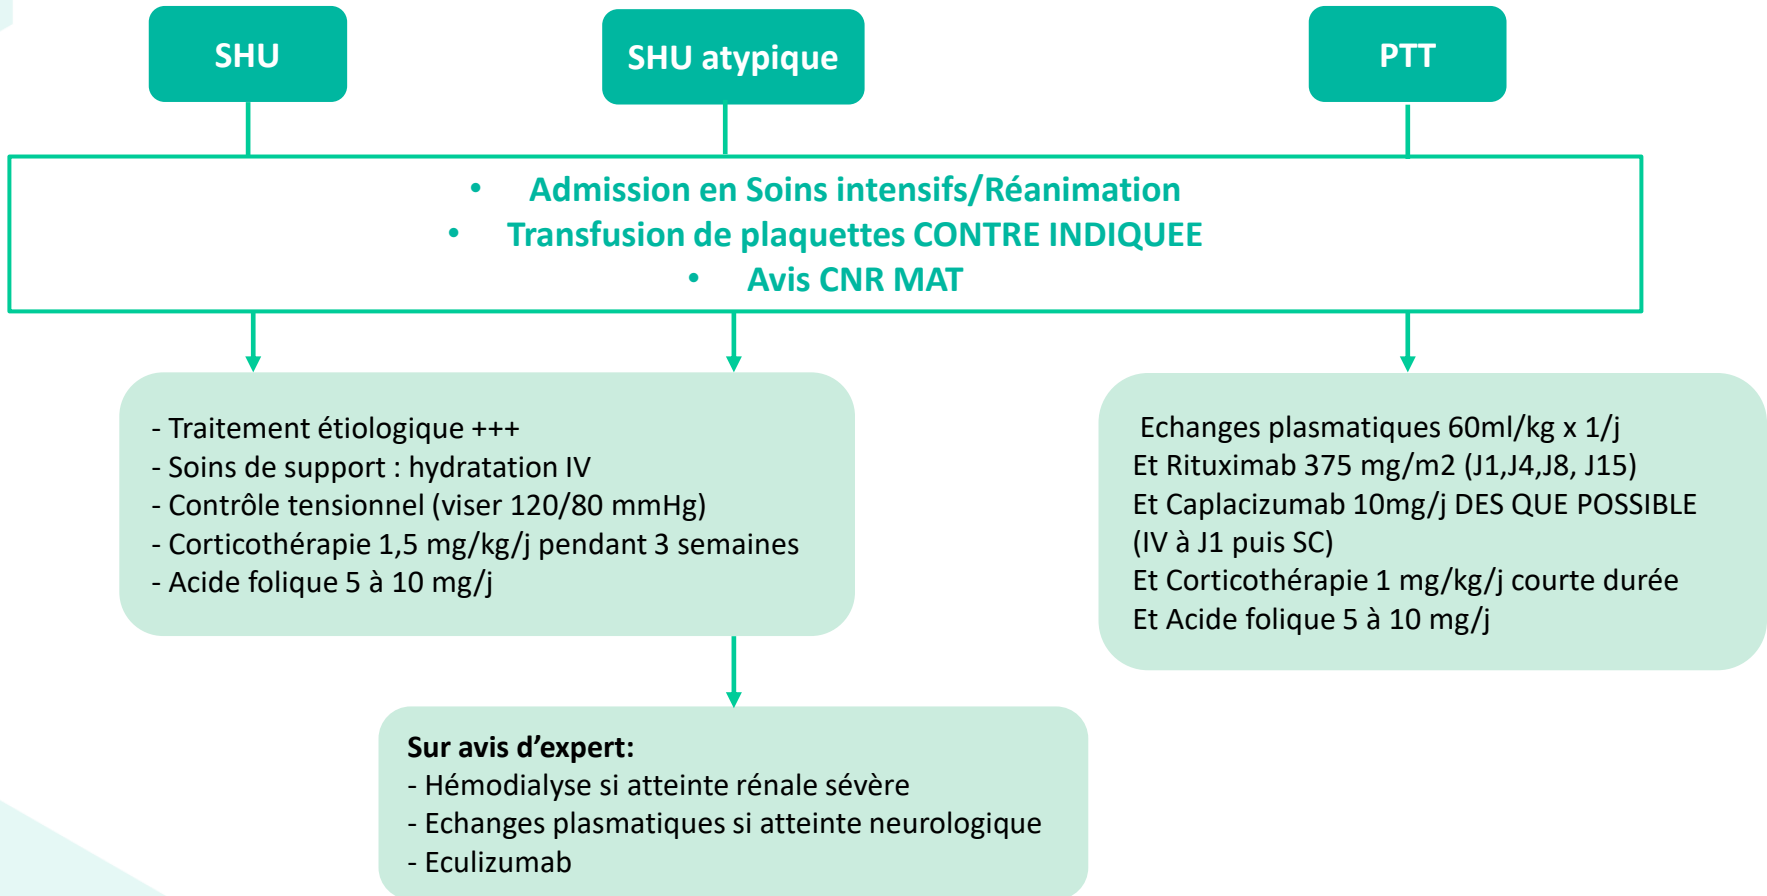 SHU
SHU atypique
PTT
• Admission en Soins intensifs/Réanimation
• Transfusion de plaquettes CONTRE INDIQUEE
• Avis CNR MAT
- Traitement étiologique +++
- Soins de support : hydratation IV
- Contrôle tensionnel (viser 120/80 mmHg)
- Corticothérapie 1,5 mg/kg/j pendant 3 semaines
- Acide folique 5 à 10 mg/j
Echanges plasmatiques 60ml/kg x 1/j
Et Rituximab 375 mg/m2 (J1,J4,J8, J15)
Et Caplacizumab 10mg/j DES QUE POSSIBLE
(IV à J1 puis SC)
Et Corticothérapie 1 mg/kg/j courte durée
Et Acide folique 5 à 10 mg/j
Sur avis d’expert:
- Hémodialyse si atteinte rénale sévère
- Echanges plasmatiques si atteinte neurologique
- Eculizumab